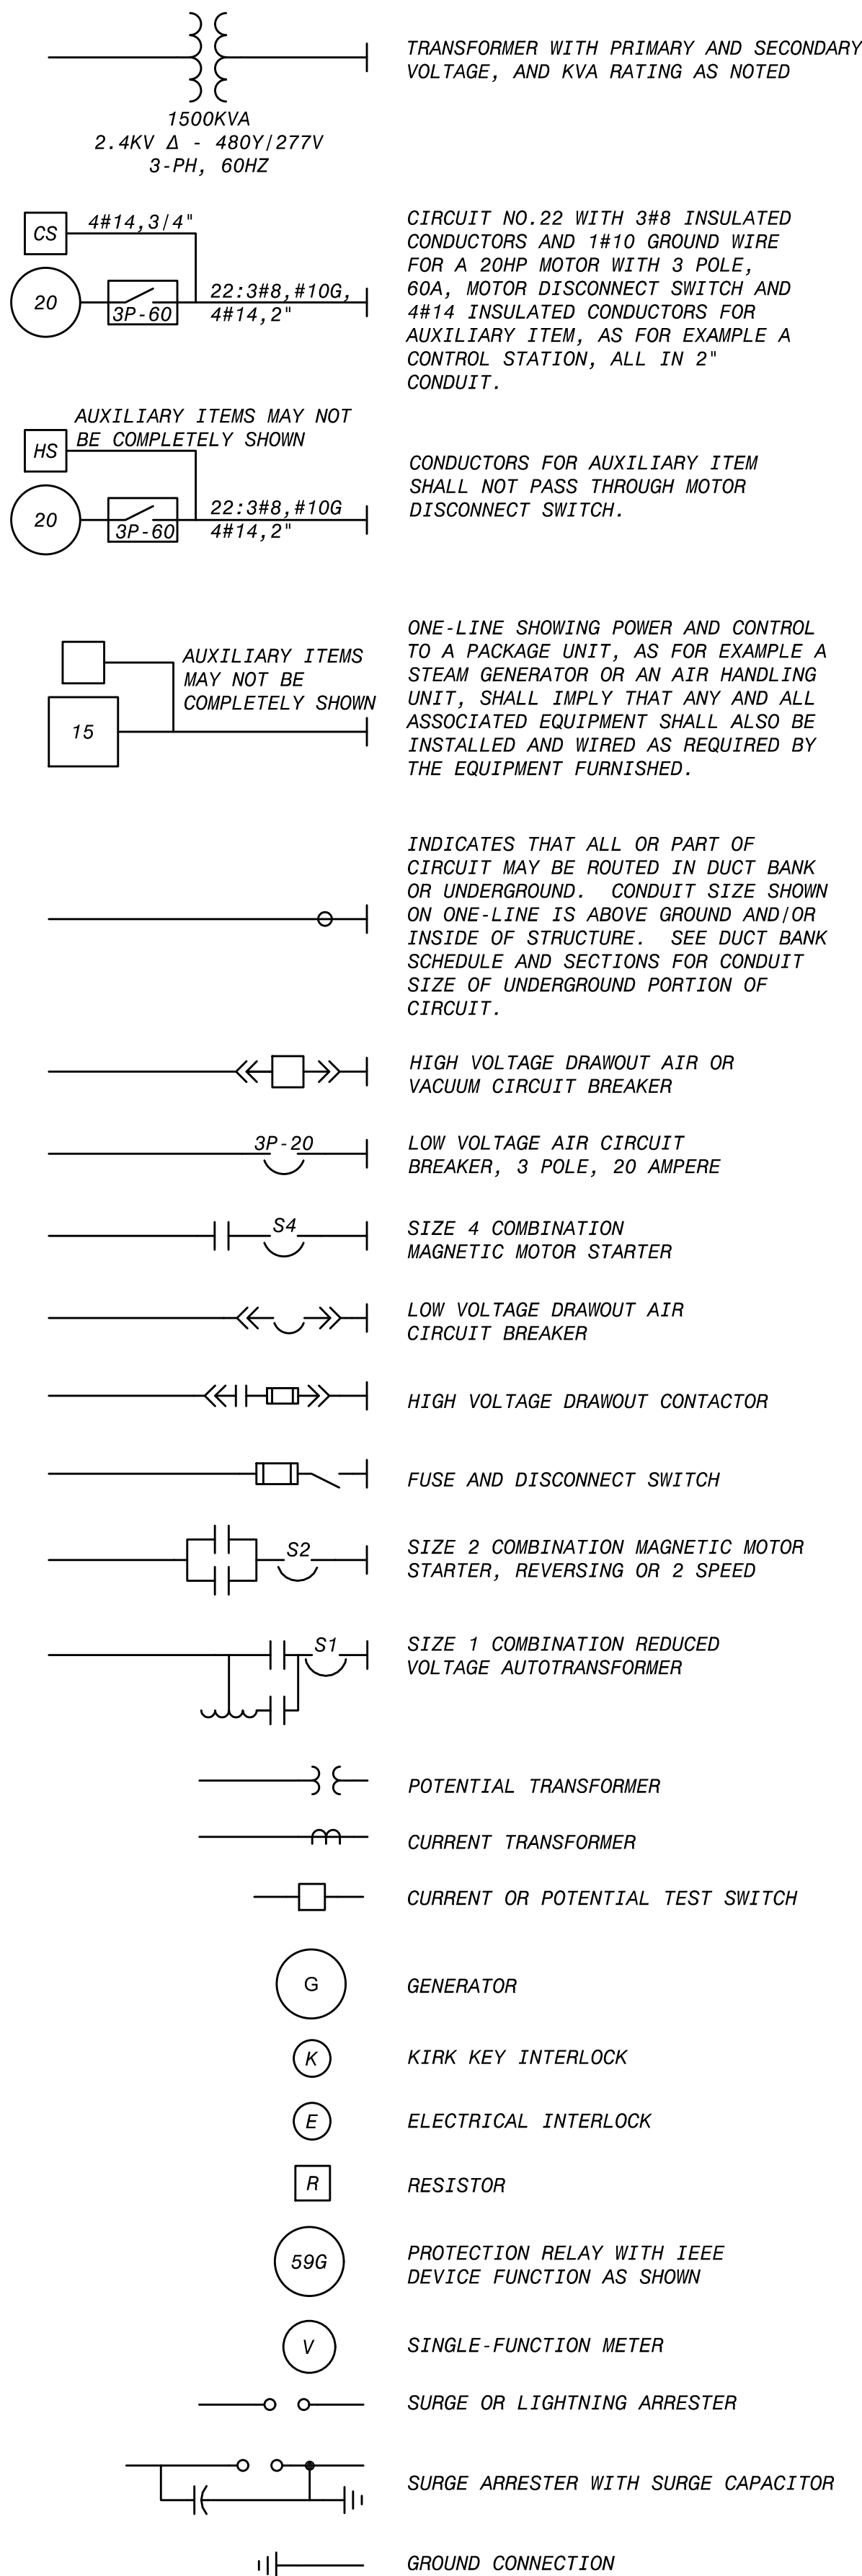 TRANSFORMER WITH PRIMARY AND SECONDARY
VOLTAGE, AND KVA RATING AS NOTED
1500KVA
2.4KV Δ - 480Y/277V
3-PH, 60HZ
CS
4#14,3/4"
20
3P-60
22:3#8,#10G,
4#14,2"
CIRCUIT NO.22 WITH 3#8 INSULATED
CONDUCTORS AND 1#10 GROUND WIRE
FOR A 20HP MOTOR WITH 3 POLE,
60A, MOTOR DISCONNECT SWITCH AND
4#14 INSULATED CONDUCTORS FOR
AUXILIARY ITEM, AS FOR EXAMPLE A
CONTROL STATION, ALL IN 2"
CONDUIT.
AUXILIARY ITEMS MAY NOT
BE COMPLETELY SHOWN
HS
20
3P-60
22:3#8,#10G
4#14,2"
CONDUCTORS FOR AUXILIARY ITEM
SHALL NOT PASS THROUGH MOTOR
DISCONNECT SWITCH.
AUXILIARY ITEMS
MAY NOT BE
COMPLETELY SHOWN
15
ONE-LINE SHOWING POWER AND CONTROL
TO A PACKAGE UNIT, AS FOR EXAMPLE A
STEAM GENERATOR OR AN AIR HANDLING
UNIT, SHALL IMPLY THAT ANY AND ALL
ASSOCIATED EQUIPMENT SHALL ALSO BE
INSTALLED AND WIRED AS REQUIRED BY
THE EQUIPMENT FURNISHED.
INDICATES THAT ALL OR PART OF
CIRCUIT MAY BE ROUTED IN DUCT BANK
OR UNDERGROUND. CONDUIT SIZE SHOWN
ON ONE-LINE IS ABOVE GROUND AND/OR
INSIDE OF STRUCTURE. SEE DUCT BANK
SCHEDULE AND SECTIONS FOR CONDUIT
SIZE OF UNDERGROUND PORTION OF
CIRCUIT.
HIGH VOLTAGE DRAWOUT AIR OR
VACUUM CIRCUIT BREAKER
3P-20
LOW VOLTAGE AIR CIRCUIT
BREAKER, 3 POLE, 20 AMPERE
S4
SIZE 4 COMBINATION
MAGNETIC MOTOR STARTER
LOW VOLTAGE DRAWOUT AIR
CIRCUIT BREAKER
HIGH VOLTAGE DRAWOUT CONTACTOR
FUSE AND DISCONNECT SWITCH
S2
SIZE 2 COMBINATION MAGNETIC MOTOR
STARTER, REVERSING OR 2 SPEED
S1
SIZE 1 COMBINATION REDUCED
VOLTAGE AUTOTRANSFORMER
POTENTIAL TRANSFORMER
CURRENT TRANSFORMER
CURRENT OR POTENTIAL TEST SWITCH
G
GENERATOR
K
KIRK KEY INTERLOCK
E
ELECTRICAL INTERLOCK
R
RESISTOR
59G
PROTECTION RELAY WITH IEEE
DEVICE FUNCTION AS SHOWN
V
SINGLE-FUNCTION METER
SURGE OR LIGHTNING ARRESTER
SURGE ARRESTER WITH SURGE CAPACITOR
GROUND CONNECTION